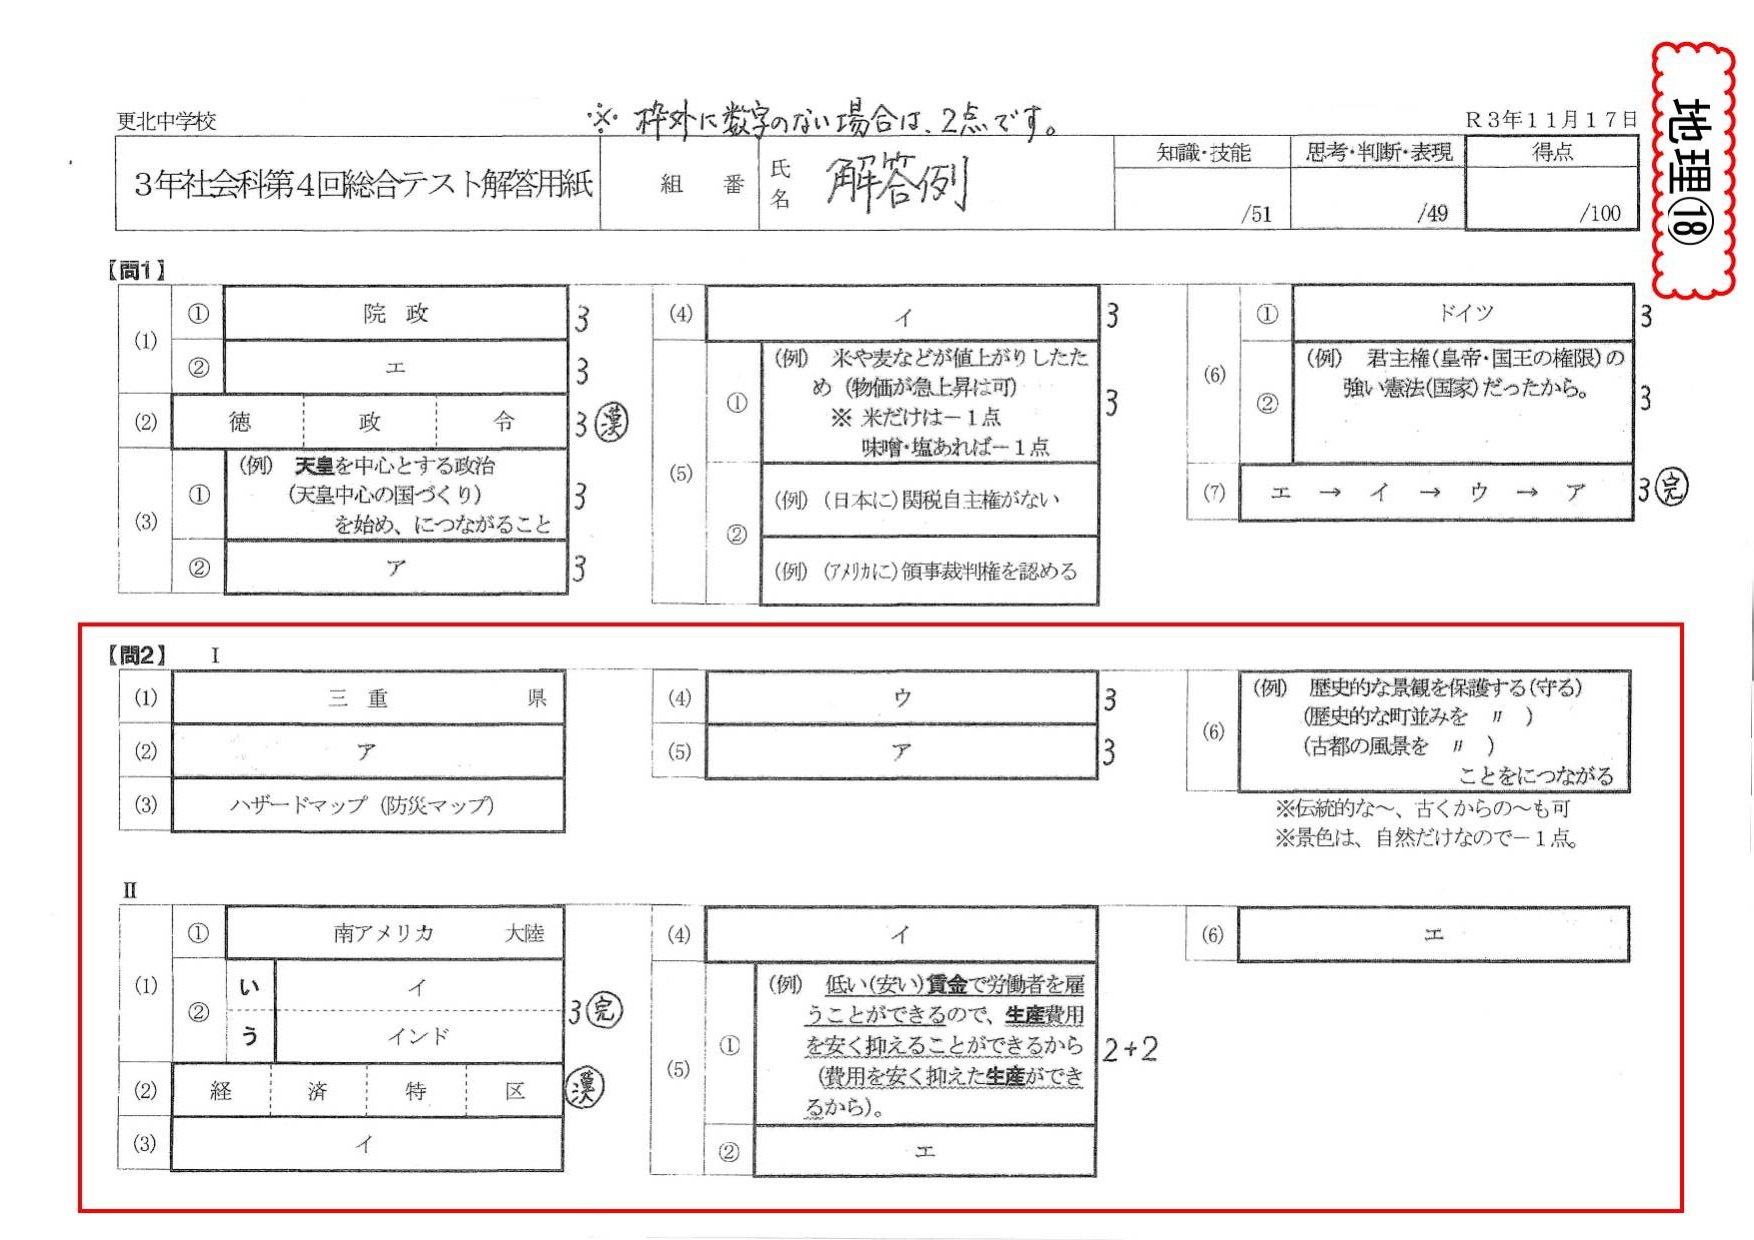 更北中学校
※ 枠外に数字のない場合は、2点です。
R3年11月17日
地理⑱
3年社会科第4回総合テスト解答用紙
組 番
氏名
解答例
知識・技能
/51
思考・判断・表現
/49
得点
/100
【問1】
(1)
① 院 政 3
② エ 3
(2) 徳 政 令 3 漢
(3)
① (例) 天皇を中心とする政治
(天皇中心の国づくり)
を始め、につながること
3
② ア 3
(4) イ 3
(5)
① (例) 米や麦などが値上がりしたた
め (物価が急上昇は可)
※ 米だけは-1点
味噌・塩あれば-1点
3
② (例) (日本に)関税自主権がない
(例) (アメリカに)領事裁判権を認める
(6)
① ドイツ 3
② (例) 君主権(皇帝・国王の権限)の
強い憲法(国家)だったから。
3
(7) エ → イ → ウ → ア 3 完
【問2】 Ⅰ
(1) 三 重 県
(2) ア
(3) ハザードマップ (防災マップ)
(4) ウ 3
(5) ア 3
(6) (例) 歴史的な景観を保護する(守る)
(歴史的な町並みを 〃 )
(古都の風景を 〃 )
ことをにつながる
※伝統的な~、古くからの~も可
※景色は、自然だけなので-1点。
Ⅱ
(1)
① 南アメリカ 大陸
② い イ
う インド
3 完
(2) 経 済 特 区 漢
(3) イ
(4) イ
(5)
① (例) 低い(安い)賃金で労働者を雇
うことができるので、生産費用
を安く抑えることができるから
(費用を安く抑えた生産ができ
るから)。
2+2
② エ
(6) エ